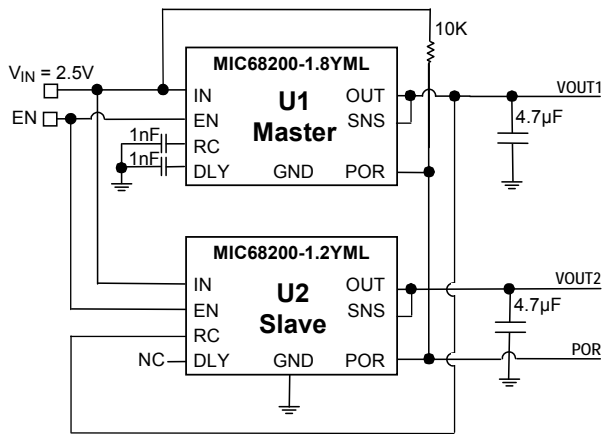 10K
MIC68200-1.8YML
VIN = 2.5V
EN
IN
EN
RC
DLY
1nF
1nF
U1
Master
GND
OUT
SNS
POR
VOUT1
4.7µF
MIC68200-1.2YML
IN
EN
RC
DLY
NC
U2
Slave
GND
OUT
SNS
POR
VOUT2
4.7µF
POR